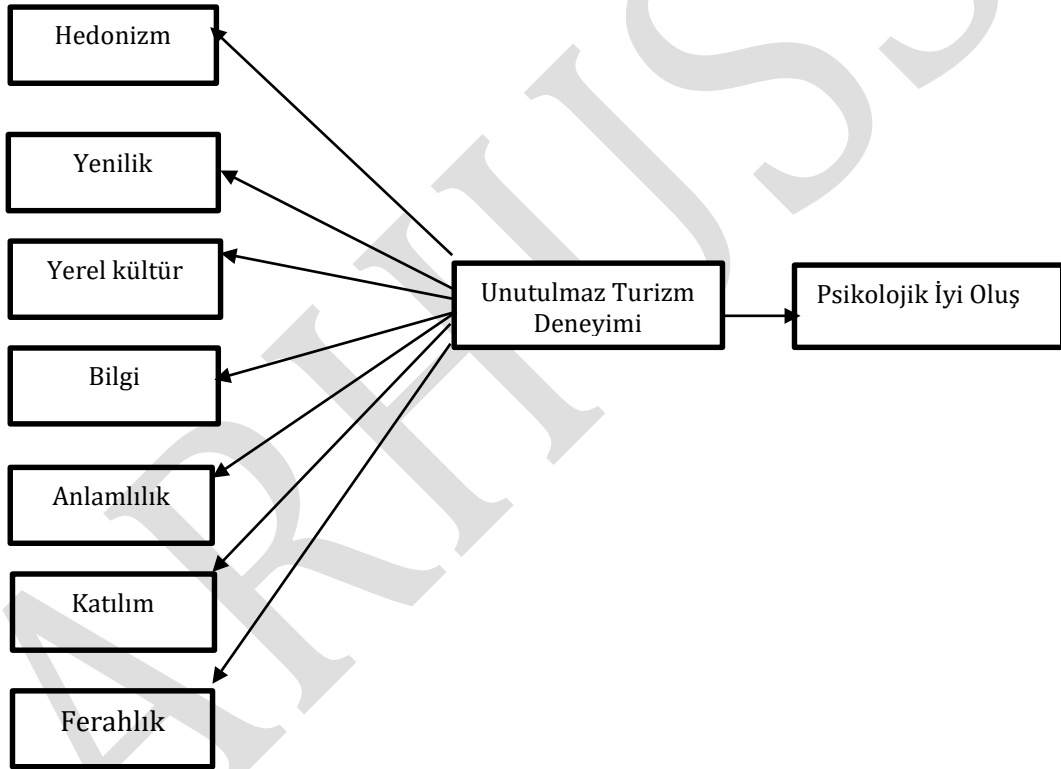 Hedonizm
Yenilik
Yerel kültür
Bilgi
Anlamlılık
Katılım
Ferahlık
Unutulmaz Turizm
Deneyimi
Psikolojik İyi Oluş